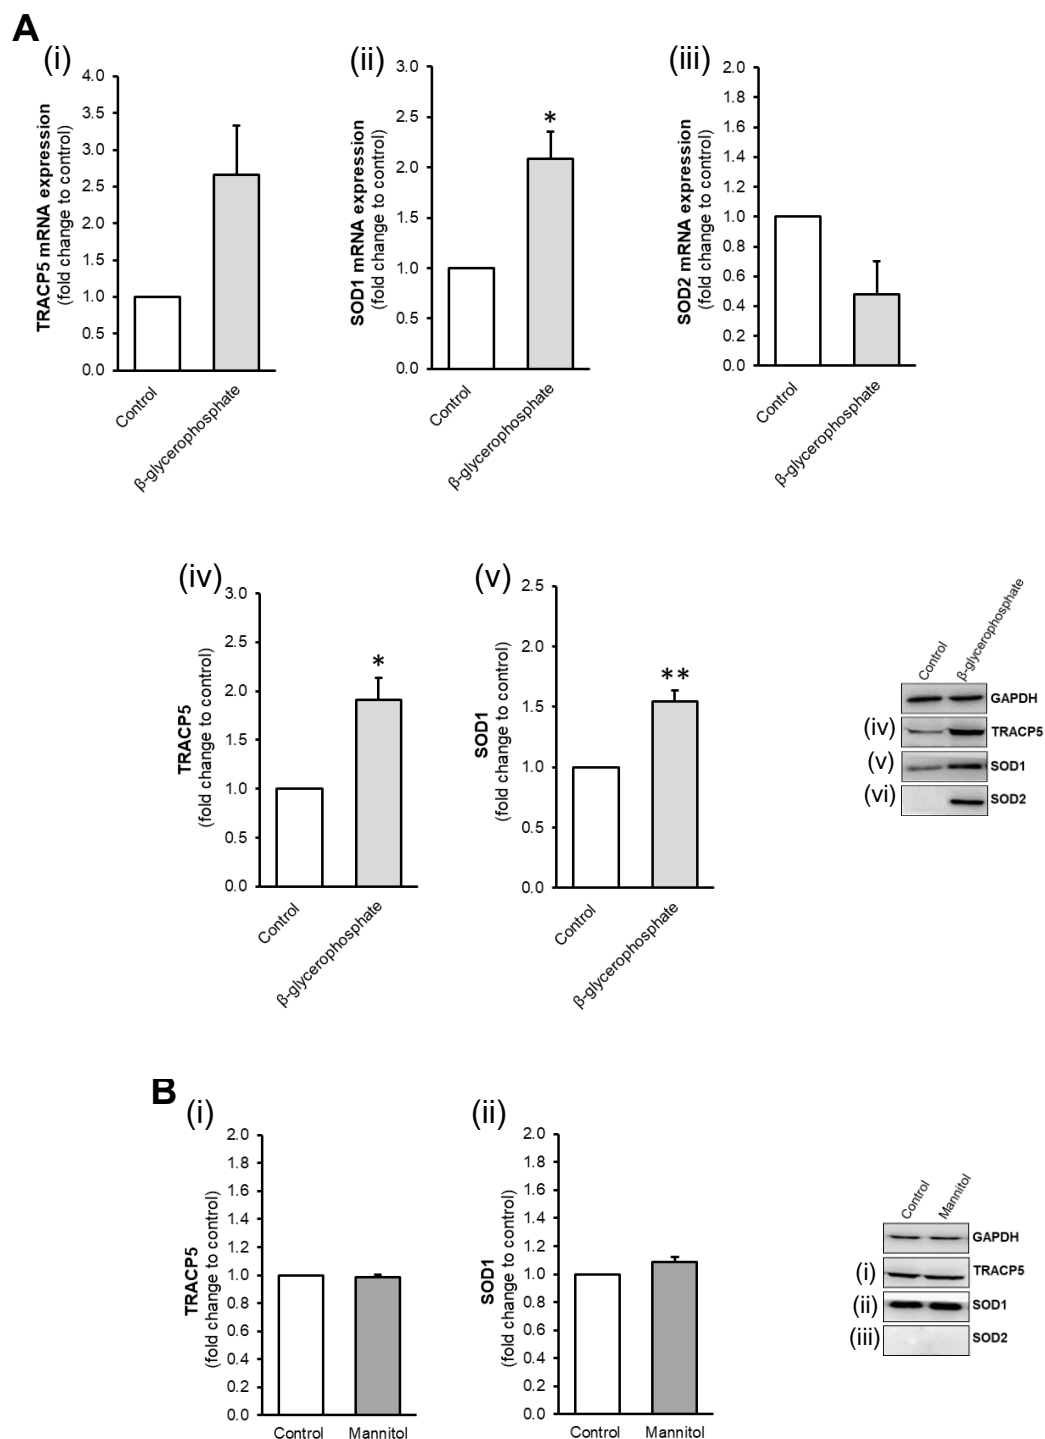 A
(i)
(ii)
(iii)
TRACP5 mRNA expression
(fold change to control)
4.0
3.5
3.0
2.5
2.0
1.5
1.0
0.5
0.0
Control
β-glycerophosphate
SOD1 mRNA expression
(fold change to control)
3.0
2.5
2.0
1.5
1.0
0.5
0.0
*
Control
β-glycerophosphate
SOD2 mRNA expression
(fold change to control)
2.0
1.8
1.6
1.4
1.2
1.0
0.8
0.6
0.4
0.2
0.0
Control
β-glycerophosphate
(iv)
TRACP5
(fold change to control)
3.0
2.5
2.0
1.5
1.0
0.5
0.0
*
Control
β-glycerophosphate
(v)
SOD1
(fold change to control)
2.5
2.0
1.5
1.0
0.5
0.0
**
Control
β-glycerophosphate
Control
β-glycerophosphate
GAPDH
(iv) TRACP5
(v) SOD1
(vi) SOD2
B
(i)
TRACP5
(fold change to control)
2.0
1.8
1.6
1.4
1.2
1.0
0.8
0.6
0.4
0.2
0.0
Control Mannitol
(ii)
SOD1
(fold change to control)
2.0
1.8
1.6
1.4
1.2
1.0
0.8
0.6
0.4
0.2
0.0
Control Mannitol
Control
Mannitol
GAPDH
(i) TRACP5
(ii) SOD1
(iii) SOD2